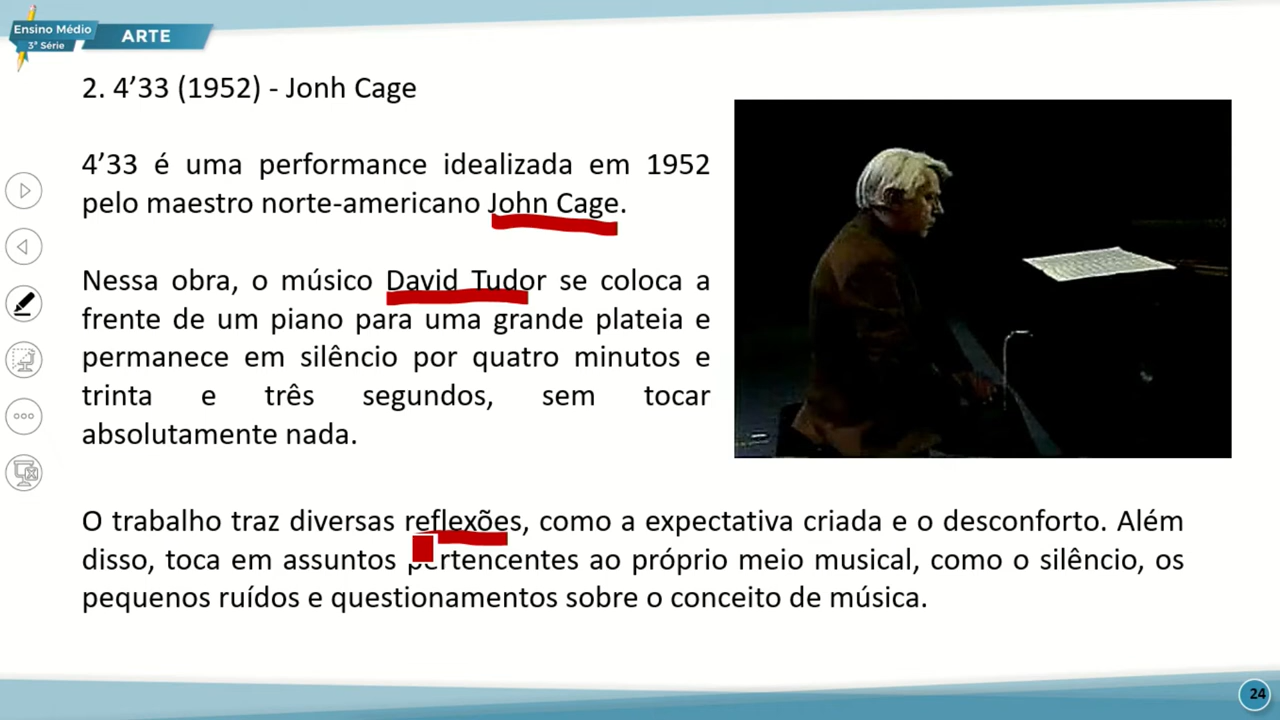 Ensino Médio
3ª Série
ARTE
2. 4’33 (1952) - Jonh Cage
4’33 é uma performance idealizada em 1952
pelo maestro norte-americano John Cage.
Nessa obra, o músico David Tudor se coloca a
frente de um piano para uma grande plateia e
permanece em silêncio por quatro minutos e
trinta e três segundos, sem tocar
absolutamente nada.
O trabalho traz diversas reflexões, como a expectativa criada e o desconforto. Além
disso, toca em assuntos pertencentes ao próprio meio musical, como o silêncio, os
pequenos ruídos e questionamentos sobre o conceito de música.
24